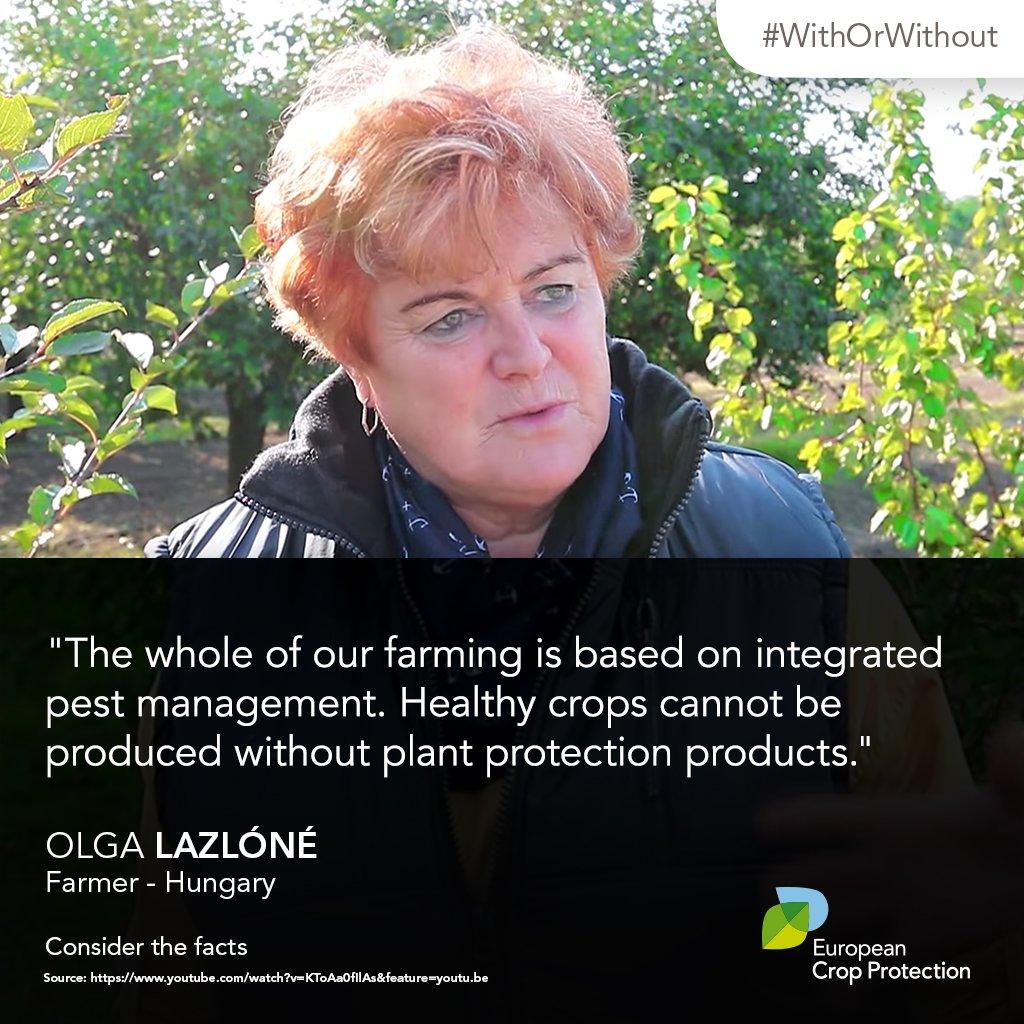 #WithOrWithout
"The whole of our farming is based on integrated
pest management. Healthy crops cannot be
produced without plant protection products."
OLGA LAZLÓNÉ
Farmer - Hungary
Consider the facts
Source: https://www.youtube.com/watch?v=KToAa0fllAs&feature=youtu.be
European
Crop Protection